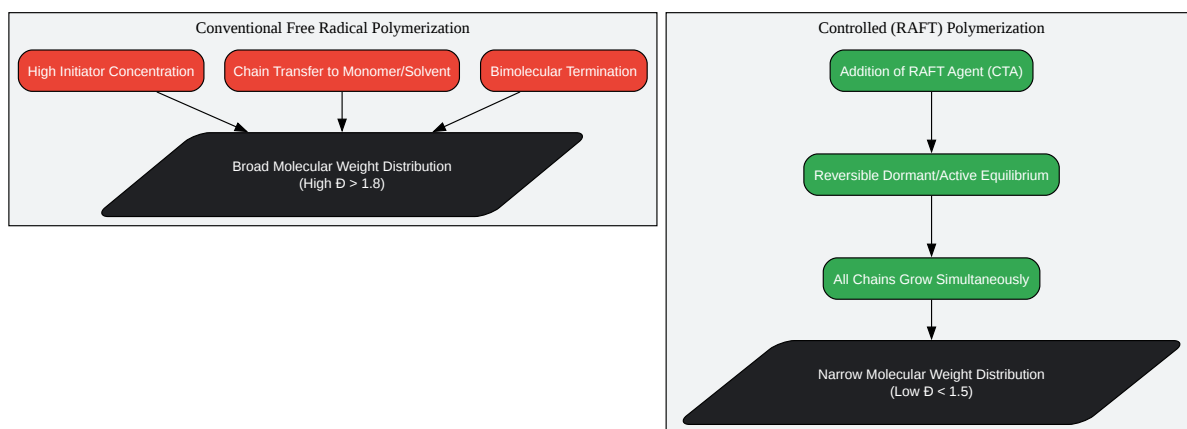 Conventional Free Radical Polymerization
High Initiator Concentration
Chain Transfer to Monomer/Solvent
Bimolecular Termination
Broad Molecular Weight Distribution
(High Đ > 1.8)
Controlled (RAFT) Polymerization
Addition of RAFT Agent (CTA)
Reversible Dormant/Active Equilibrium
All Chains Grow Simultaneously
Narrow Molecular Weight Distribution
(Low Đ < 1.5)